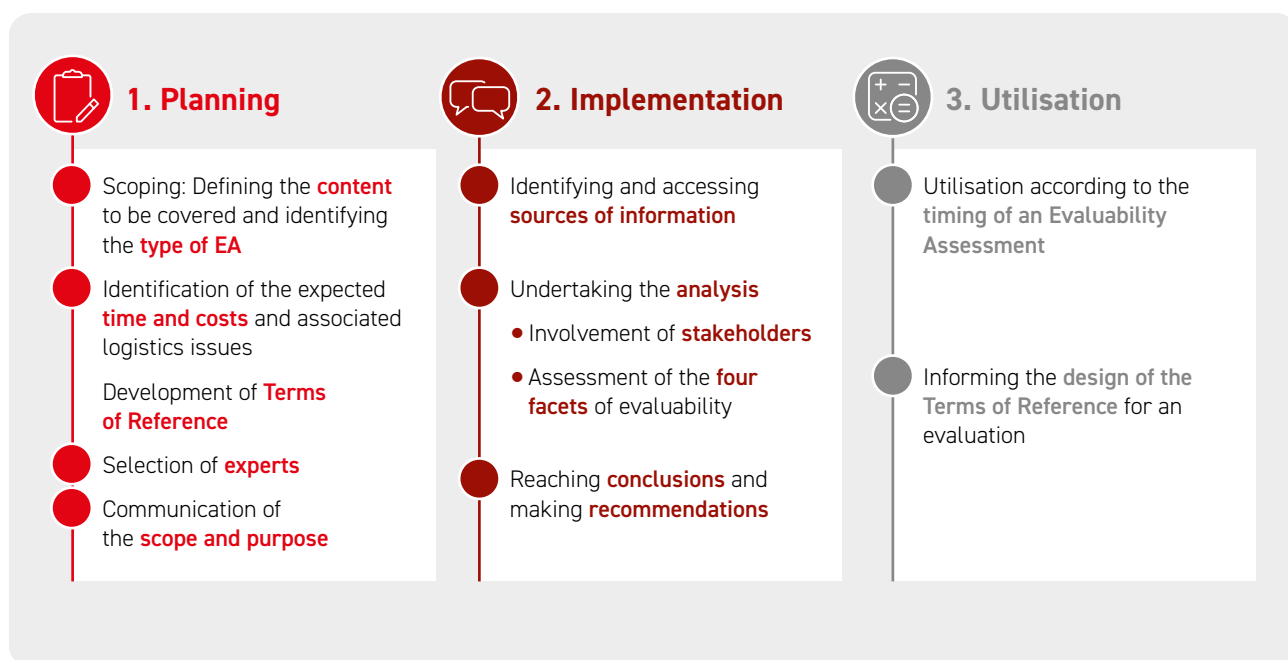 1. Planning
Scoping: Defining the content
to be covered and identifying
the type of EA
Identification of the expected
time and costs and associated
logistics issues
Development of Terms
of Reference
Selection of experts
Communication of
the scope and purpose
2. Implementation
Identifying and accessing
sources of information
Undertaking the analysis
• Involvement of stakeholders
• Assessment of the four
facets of evaluability
Reaching conclusions and
making recommendations
3. Utilisation
Utilisation according to the
timing of an Evaluability
Assessment
Informing the design of the
Terms of Reference for an
evaluation